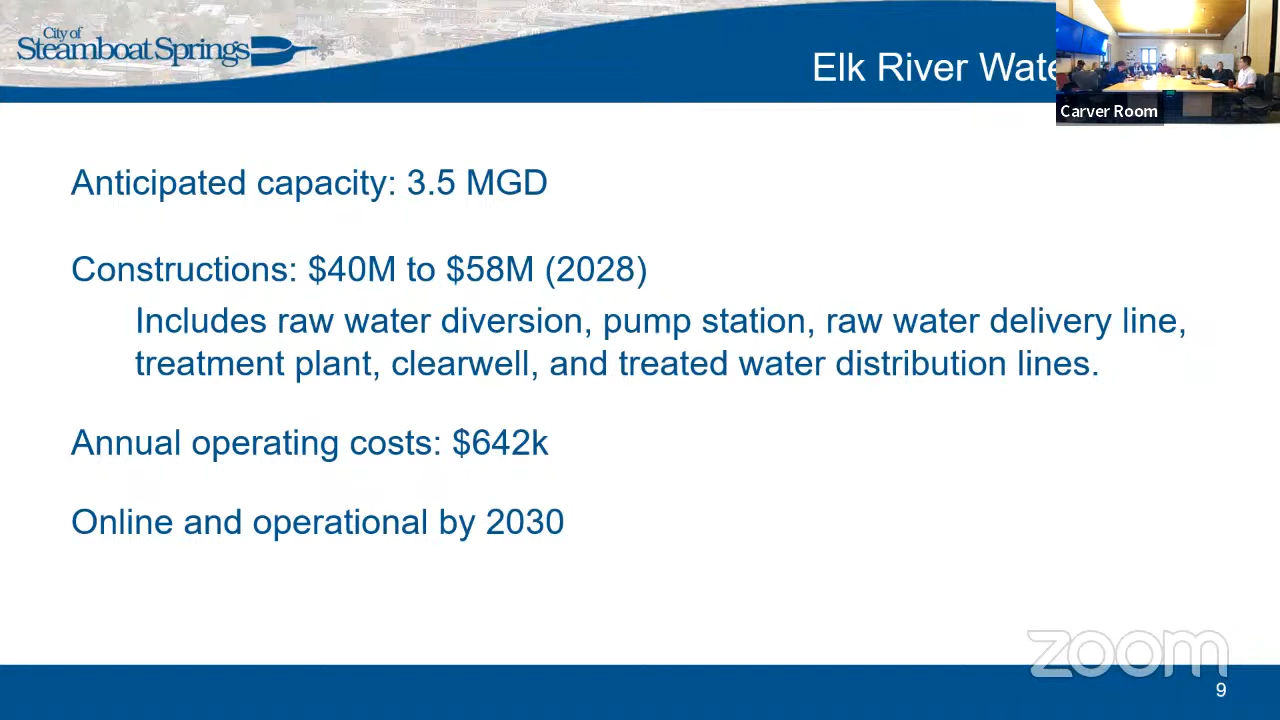 City of
Steamboat Springs
Elk River Wate
Carver Room
Anticipated capacity: 3.5 MGD
Constructions: $40M to $58M (2028)
Includes raw water diversion, pump station, raw water delivery line,
treatment plant, clearwell, and treated water distribution lines.
Annual operating costs: $642k
Online and operational by 2030
zoom
9